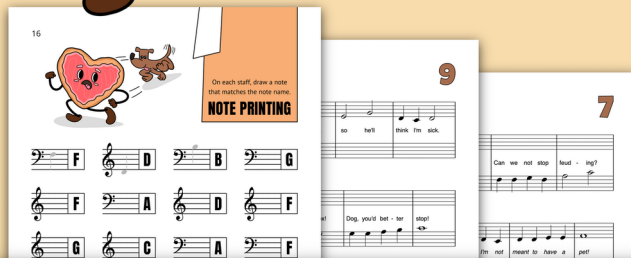 16
On each staff, draw a note
that matches the note name.
NOTE PRINTING
F D B G
F A D F
G C A F
9
so he'll think I'm sick.
Dog, you'd bet - ter stop!
7
Can we not stop feud - ing?
I'm not meant to have a pet!